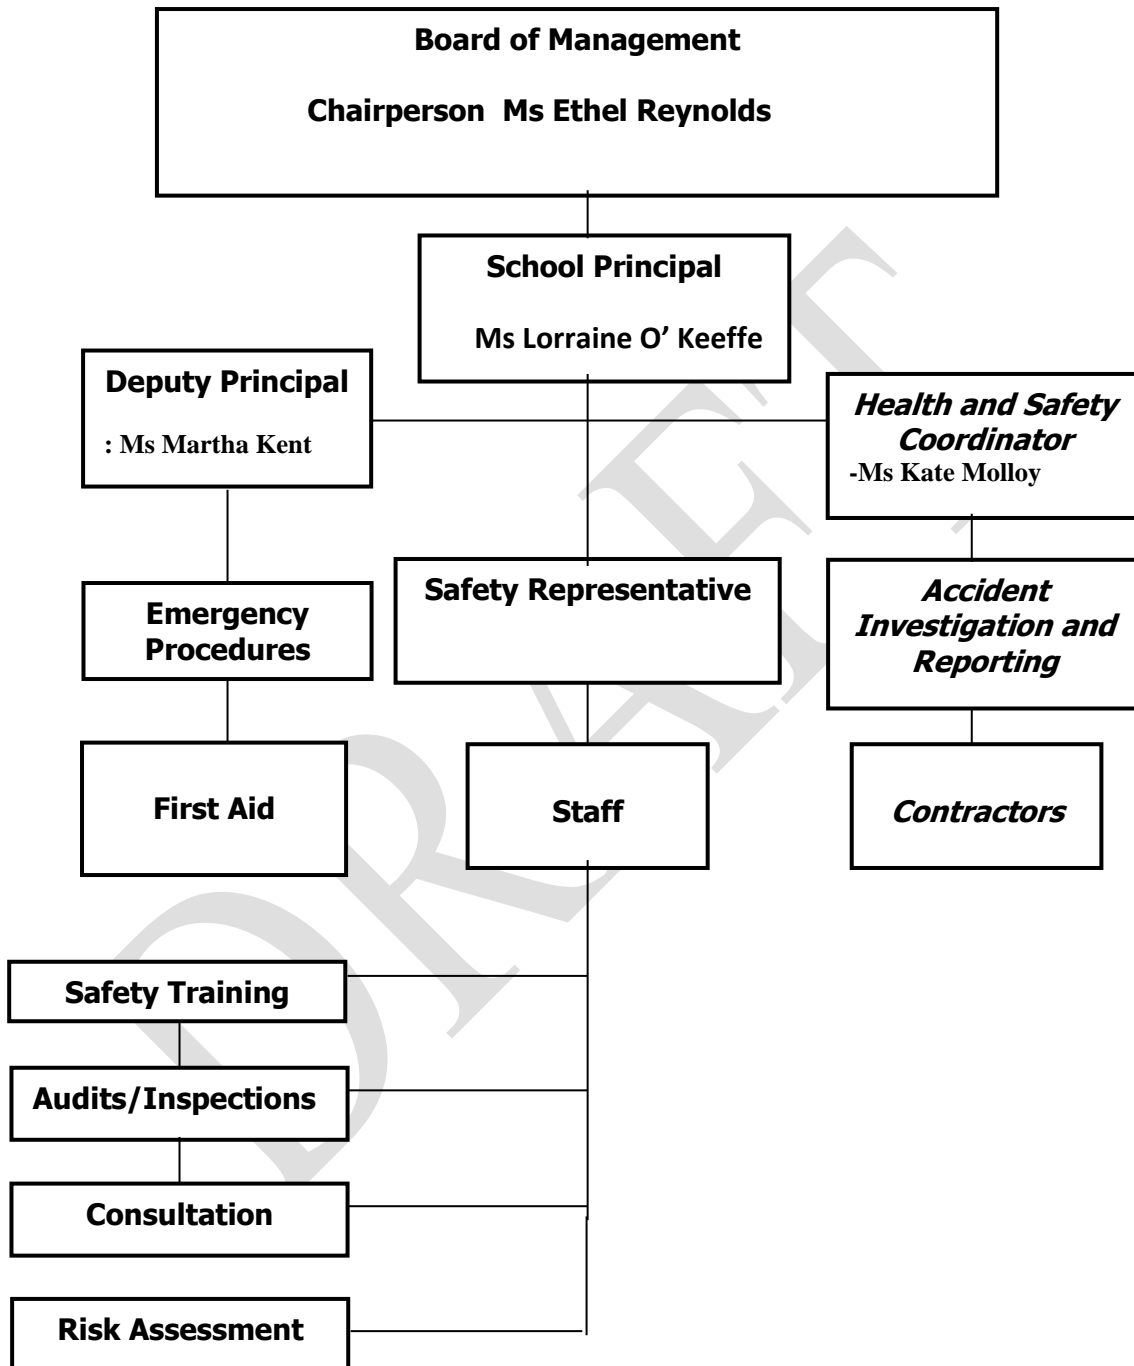 Board of Management
Chairperson Ms Ethel Reynolds
School Principal
Ms Lorraine O' Keeffe
Deputy Principal
: Ms Martha Kent
Health and Safety
Coordinator
-Ms Kate Molloy
Emergency
Procedures
Safety Representative
Accident
Investigation and
Reporting
First Aid
Staff
Contractors
Safety Training
Audits/Inspections
Consultation
Risk Assessment
DRAFT